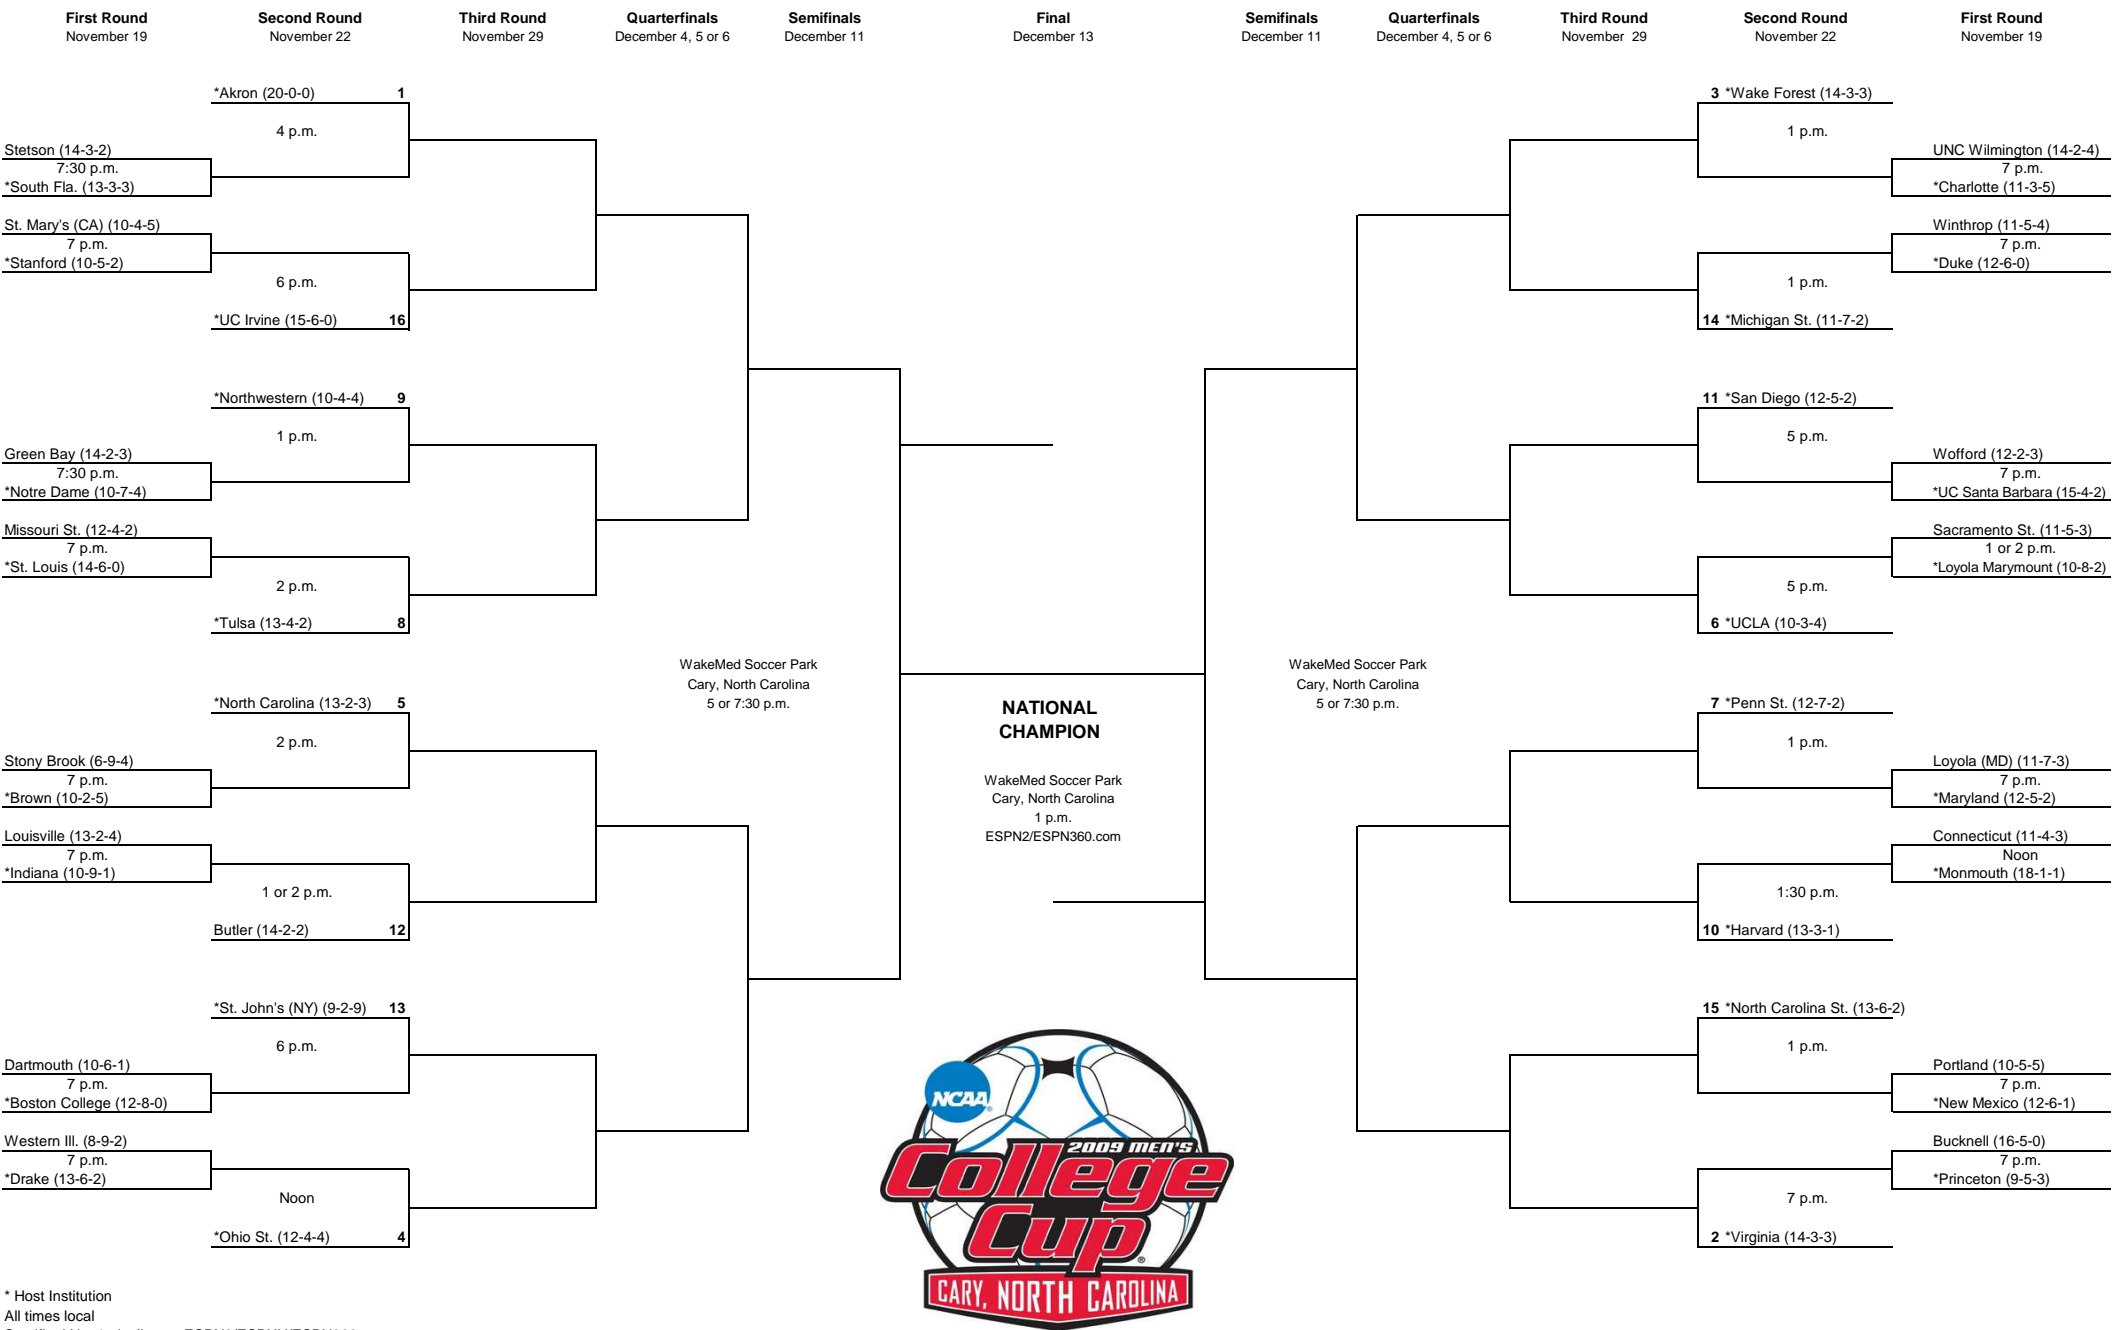 First Round
November 19
Second Round
November 22
Third Round
November 29
Quarterfinals
December 4, 5 or 6
Semifinals
December 11
Final
December 13
Semifinals
December 11
Quarterfinals
December 4, 5 or 6
Third Round
November 29
Second Round
November 22
First Round
November 19
*Akron (20-0-0) 1
4 p.m.
Stetson (14-3-2)
7:30 p.m.
*South Fla. (13-3-3)
St. Mary's (CA) (10-4-5)
7 p.m.
*Stanford (10-5-2)
6 p.m.
*UC Irvine (15-6-0) 16
*Northwestern (10-4-4) 9
1 p.m.
Green Bay (14-2-3)
7:30 p.m.
*Notre Dame (10-7-4)
Missouri St. (12-4-2)
7 p.m.
*St. Louis (14-6-0)
2 p.m.
*Tulsa (13-4-2) 8
*North Carolina (13-2-3) 5
2 p.m.
Stony Brook (6-9-4)
7 p.m.
*Brown (10-2-5)
Louisville (13-2-4)
7 p.m.
*Indiana (10-9-1)
1 or 2 p.m.
Butler (14-2-2) 12
*St. John's (NY) (9-2-9) 13
6 p.m.
Dartmouth (10-6-1)
7 p.m.
*Boston College (12-8-0)
Western Ill. (8-9-2)
7 p.m.
*Drake (13-6-2)
Noon
*Ohio St. (12-4-4) 4
WakeMed Soccer Park
Cary, North Carolina
5 or 7:30 p.m.
NATIONAL
CHAMPION
WakeMed Soccer Park
Cary, North Carolina
1 p.m.
ESPN2/ESPN360.com
WakeMed Soccer Park
Cary, North Carolina
5 or 7:30 p.m.
3 *Wake Forest (14-3-3)
1 p.m.
UNC Wilmington (14-2-4)
7 p.m.
*Charlotte (11-3-5)
Winthrop (11-5-4)
7 p.m.
*Duke (12-6-0)
1 p.m.
14 *Michigan St. (11-7-2)
11 *San Diego (12-5-2)
5 p.m.
Wofford (12-2-3)
7 p.m.
*UC Santa Barbara (15-4-2)
Sacramento St. (11-5-3)
1 or 2 p.m.
*Loyola Marymount (10-8-2)
5 p.m.
6 *UCLA (10-3-4)
7 *Penn St. (12-7-2)
1 p.m.
Loyola (MD) (11-7-3)
7 p.m.
*Maryland (12-5-2)
Connecticut (11-4-3)
Noon
*Monmouth (18-1-1)
1:30 p.m.
10 *Harvard (13-3-1)
15 *North Carolina St. (13-6-2)
1 p.m.
Portland (10-5-5)
7 p.m.
*New Mexico (12-6-1)
Bucknell (16-5-0)
7 p.m.
*Princeton (9-5-3)
7 p.m.
2 *Virginia (14-3-3)
NCAA®
2009 MEN'S
College
Cup®
CARY, NORTH CAROLINA
* Host Institution
All times local